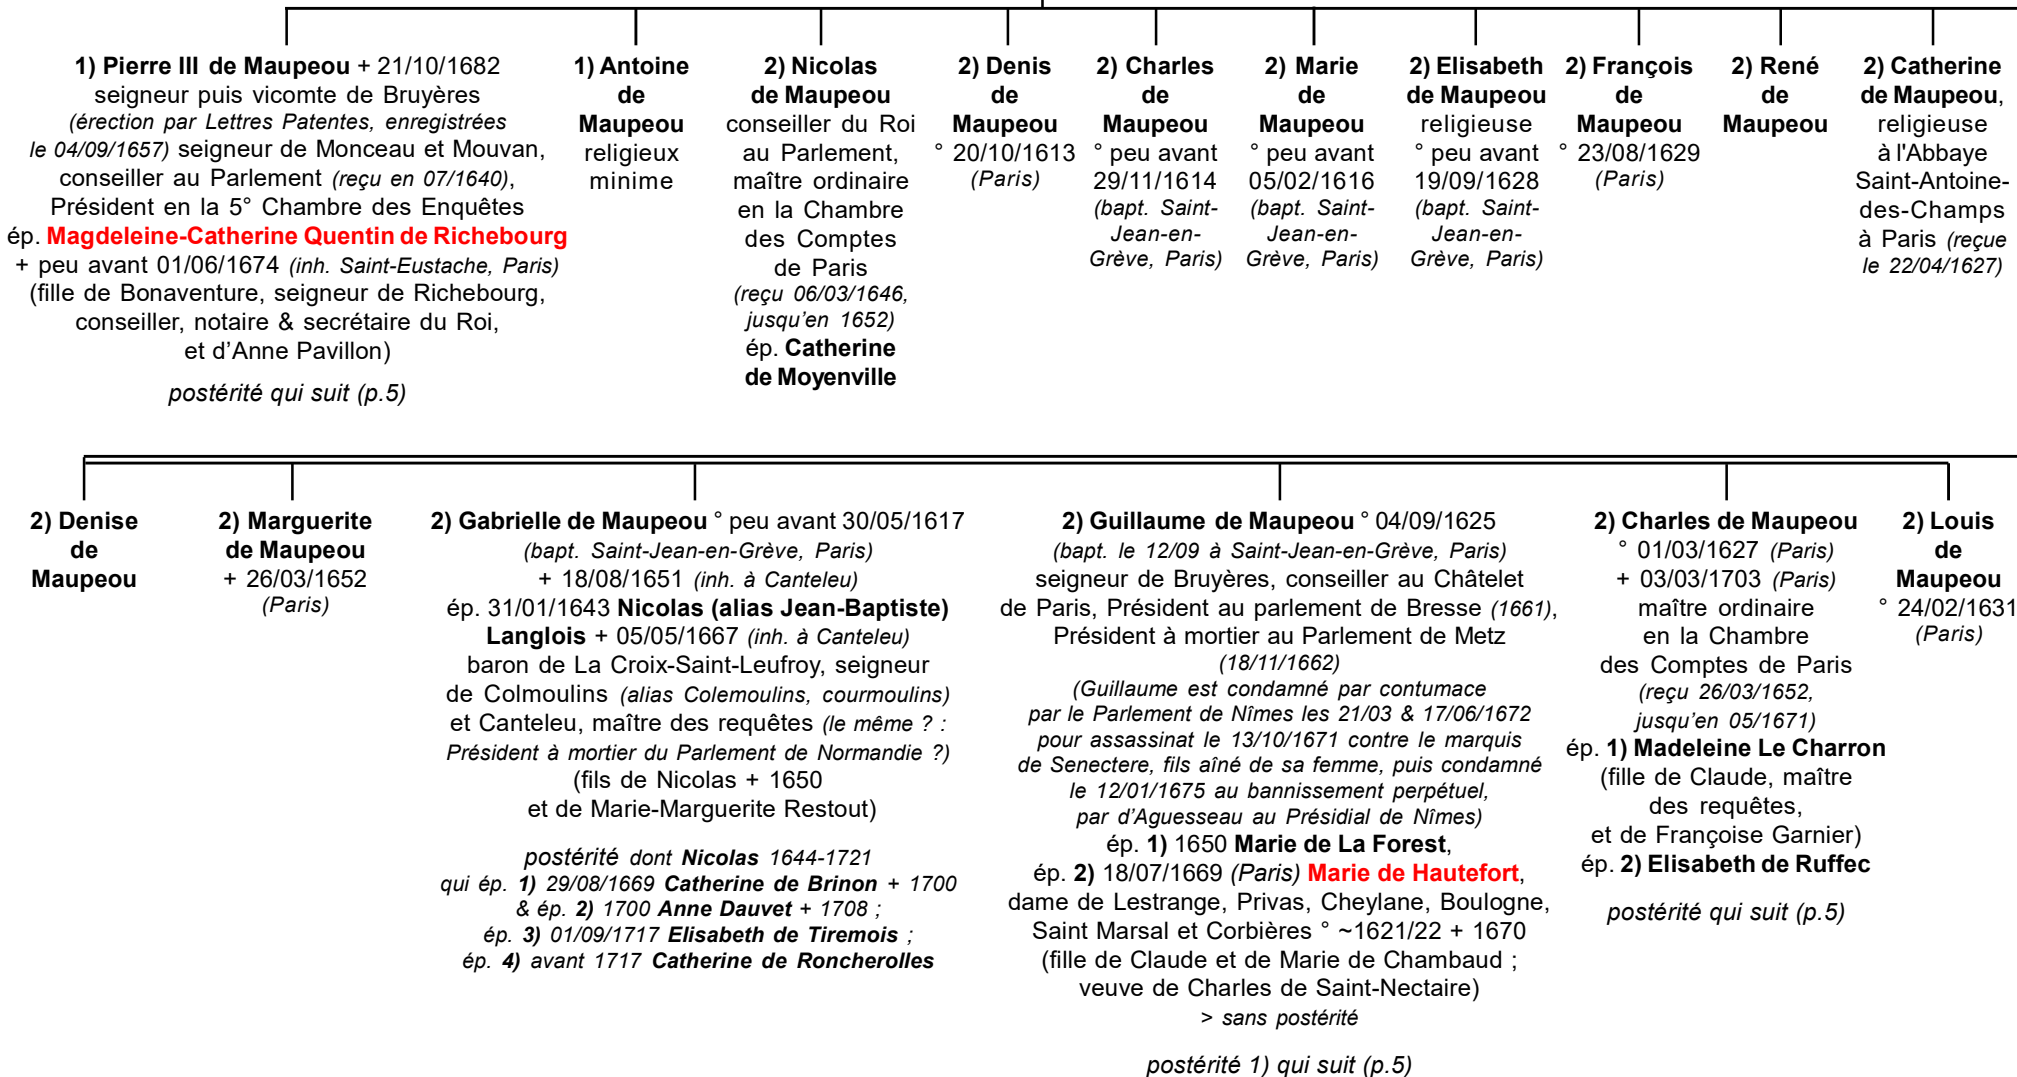 1) Pierre III de Maupeou + 21/10/1682
seigneur puis vicomte de Bruyères
(érection par Lettres Patentes, enregistrées
le 04/09/1657) seigneur de Monceau et Mouvan,
conseiller au Parlement (reçu en 07/1640),
Président en la 5° Chambre des Enquêtes
ép. Magdeleine-Catherine Quentin de Richebourg
+ peu avant 01/06/1674 (inh. Saint-Eustache, Paris)
(fille de Bonaventure, seigneur de Richebourg,
conseiller, notaire & secrétaire du Roi,
et d'Anne Pavillon)
postérité qui suit (p.5)
1) Antoine
de
Maupeou
religieux
minime
2) Nicolas
de Maupeou
conseiller du Roi
au Parlement,
maître ordinaire
en la Chambre
des Comptes
de Paris
(reçu 06/03/1646,
jusqu'en 1652)
ép. Catherine
de Moyenville
2) Denis
de
Maupeou
° 20/10/1613
(Paris)
2) Charles
de
Maupeou
° peu avant
29/11/1614
(bapt. Saint-
Jean-en-
Grève, Paris)
2) Marie
de
Maupeou
° peu avant
05/02/1616
(bapt. Saint-
Jean-en-
Grève, Paris)
2) Elisabeth
de Maupeou
religieuse
° peu avant
19/09/1628
(bapt. Saint-
Jean-en-
Grève, Paris)
2) François
de
Maupeou
° 23/08/1629
(Paris)
2) René
de
Maupeou
2) Catherine
de Maupeou,
religieuse
à l'Abbaye
Saint-Antoine-
des-Champs
à Paris (reçue
le 22/04/1627)
2) Denise
de
Maupeou
2) Marguerite
de Maupeou
+ 26/03/1652
(Paris)
2) Gabrielle de Maupeou ° peu avant 30/05/1617
(bapt. Saint-Jean-en-Grève, Paris)
+ 18/08/1651 (inh. à Canteleu)
ép. 31/01/1643 Nicolas (alias Jean-Baptiste)
Langlois + 05/05/1667 (inh. à Canteleu)
baron de La Croix-Saint-Leufroy, seigneur
de Colmoulins (alias Colemoulins, courmoulins)
et Canteleu, maître des requêtes (le même ? :
Président à mortier du Parlement de Normandie ?)
(fils de Nicolas + 1650
et de Marie-Marguerite Restout)
postérité dont Nicolas 1644-1721
qui ép. 1) 29/08/1669 Catherine de Brinon + 1700
& ép. 2) 1700 Anne Dauvet + 1708 ;
ép. 3) 01/09/1717 Elisabeth de Tiremois ;
ép. 4) avant 1717 Catherine de Roncherolles
2) Guillaume de Maupeou ° 04/09/1625
(bapt. le 12/09 à Saint-Jean-en-Grève, Paris)
seigneur de Bruyères, conseiller au Châtelet
de Paris, Président au parlement de Bresse (1661),
Président à mortier au Parlement de Metz
(18/11/1662)
(Guillaume est condamné par contumace
par le Parlement de Nîmes les 21/03 & 17/06/1672
pour assassinat le 13/10/1671 contre le marquis
de Senectere, fils aîné de sa femme, puis condamné
le 12/01/1675 au bannissement perpétuel,
par d'Aguesseau au Présidial de Nîmes)
ép. 1) 1650 Marie de La Forest,
ép. 2) 18/07/1669 (Paris) Marie de Hautefort,
dame de Lestrange, Privas, Cheylane, Boulogne,
Saint Marsal et Corbières ° ~1621/22 + 1670
(fille de Claude et de Marie de Chambaud ;
veuve de Charles de Saint-Nectaire)
> sans postérité
postérité 1) qui suit (p.5)
2) Charles de Maupeou
° 01/03/1627 (Paris)
+ 03/03/1703 (Paris)
maître ordinaire
en la Chambre
des Comptes de Paris
(reçu 26/03/1652,
jusqu'en 05/1671)
ép. 1) Madeleine Le Charron
(fille de Claude, maître
des requêtes,
et de Françoise Garnier)
ép. 2) Elisabeth de Ruffec
postérité qui suit (p.5)
2) Louis
de
Maupeou
° 24/02/1631
(Paris)